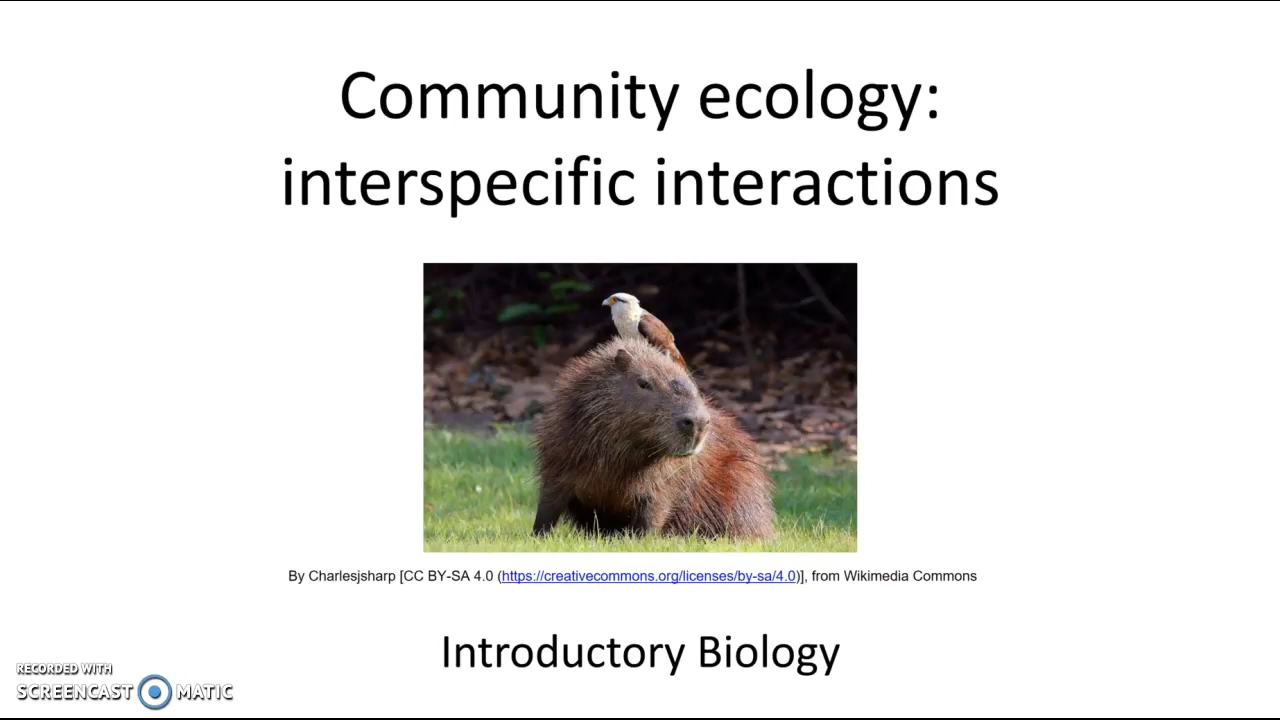 Community ecology:
interspecific interactions
By Charlesjsharp [CC BY-SA 4.0 (https://creativecommons.org/licenses/by-sa/4.0)], from Wikimedia Commons
Introductory Biology
RECORDED WITH
SCREENCAST MATIC